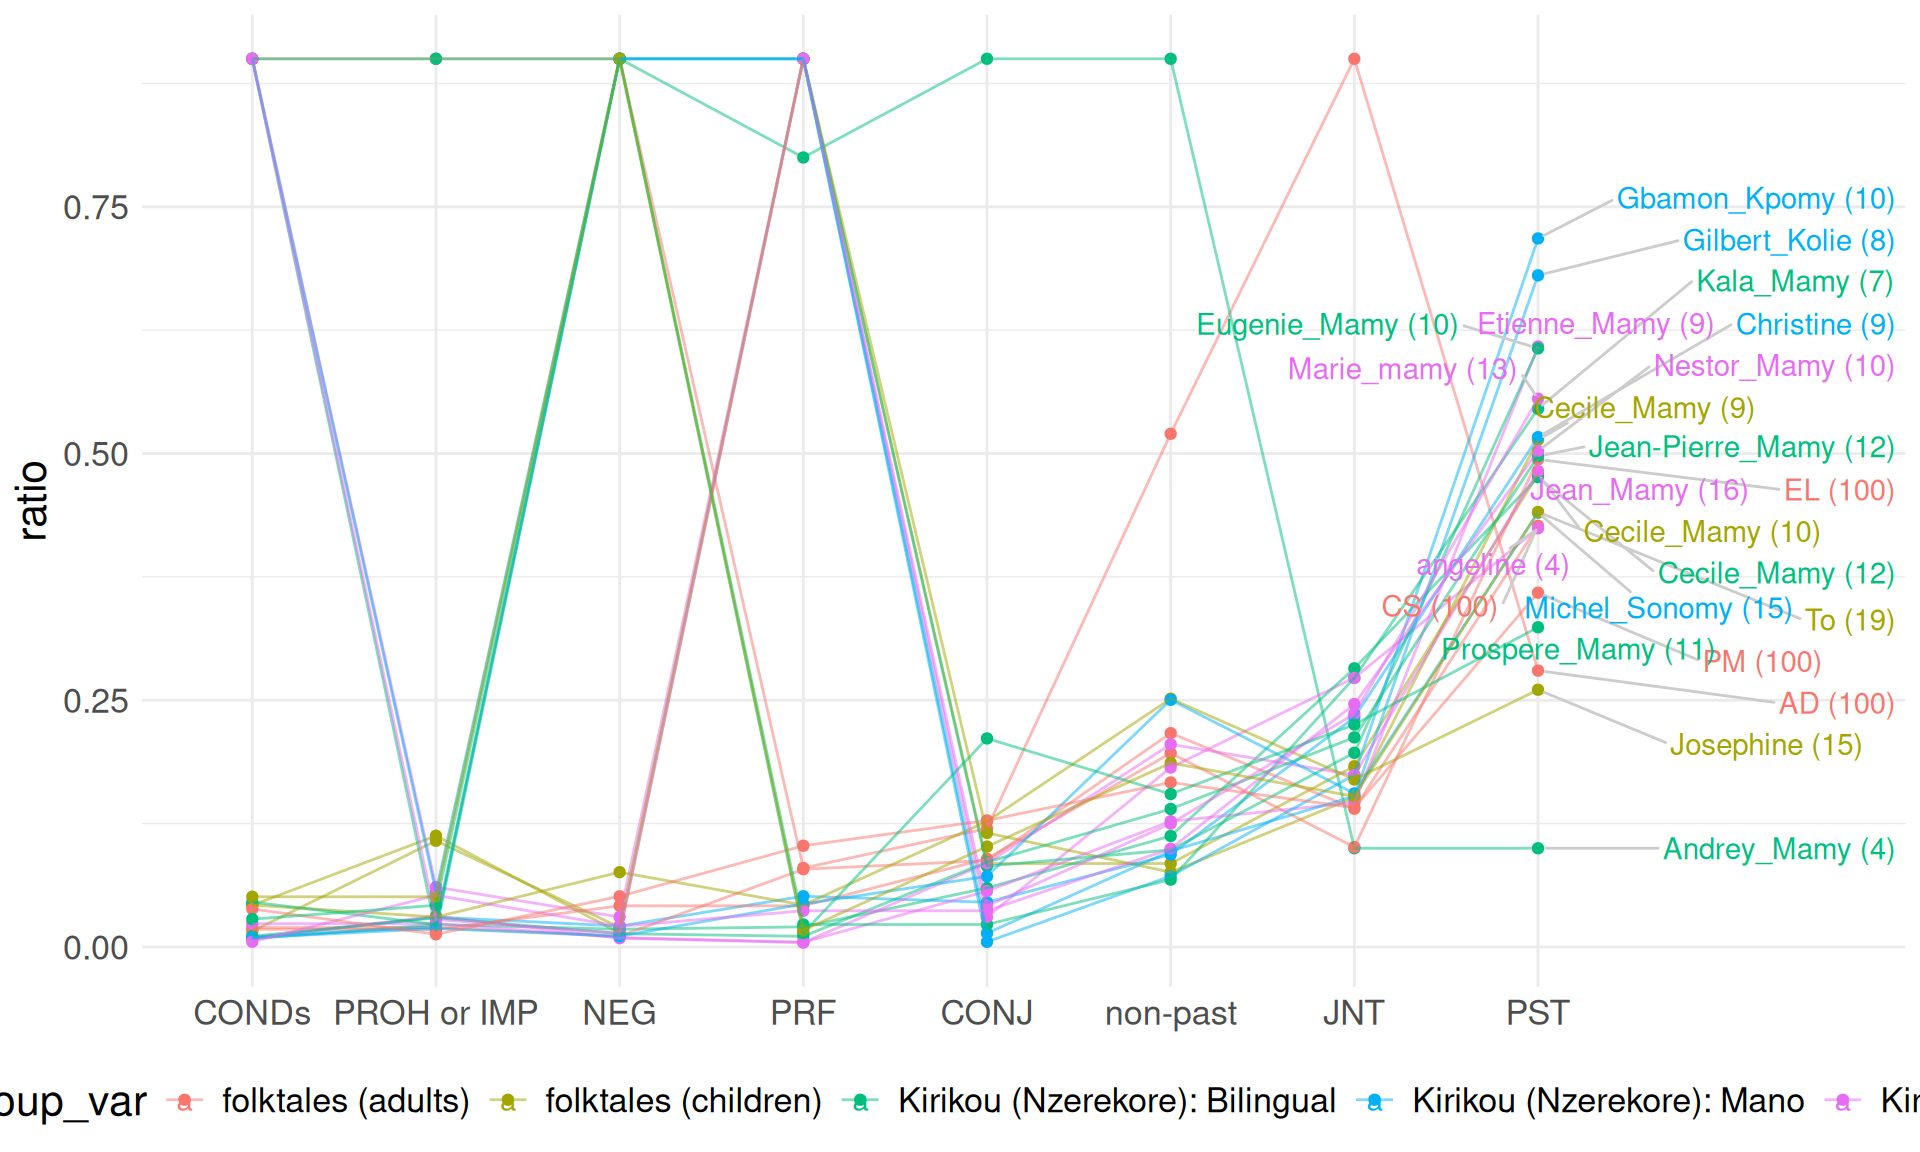 Gbamon_Kpomy (10)
0.75
Gilbert_Kolie (8)
Kala_Mamy (7)
Eugenie_Mamy (10)
Etienne_Mamy (9)
Christine (9)
Marie_mamy (13)
Nestor_Mamy (10)
Cecile_Mamy (9)
Jean-Pierre_Mamy (12)
0.50
ratio
Jean_Mamy (16)
EL (100)
Cecile_Mamy (10)
angeline (4)
Cecile_Mamy (12)
CS (100)
Michel_Sonomy (15)
To (19)
Prospere_Mamy (11)
PM (100)
0.25
AD (100)
Josephine (15)
Andrey_Mamy (4)
0.00
CONDs PROH or IMP NEG PRF CONJ non-past JNT PST
oup_var a folktales (adults) a folktales (children) a Kirikou (Nzerekore): Bilingual a Kirikou (Nzerekore): Mano a Kir